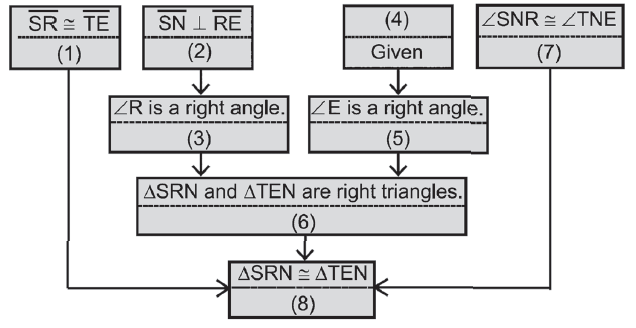 SR ≅ TE
(1)
SN ⊥ RE
(2)
(4)
Given
∠SNR ≅ ∠TNE
(7)
∠R is a right angle.
(3)
∠E is a right angle.
(5)
ΔSRN and ΔTEN are right triangles.
(6)
ΔSRN ≅ ΔTEN
(8)